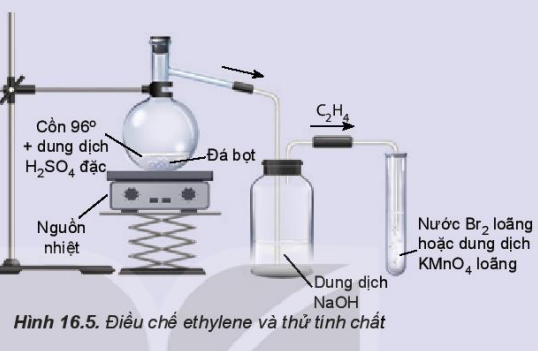 C₂H₄
Cồn 96º
+ dung dịch
H₂SO₄ đặc
Đá bọt
Nguồn
nhiệt
Nước Br₂ loãng
hoặc dung dịch
KMnO₄ loãng
Dung dịch
NaOH
Hình 16.5. Điều chế ethylene và thử tính chất